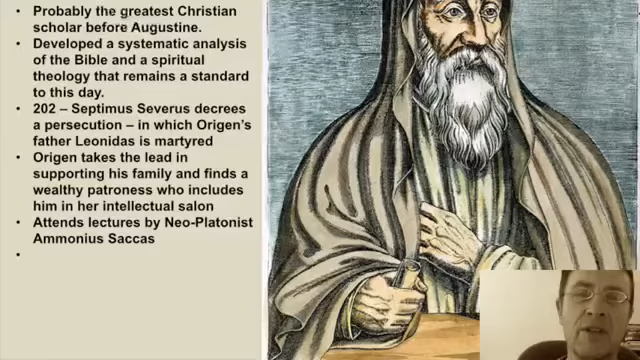 • Probably the greatest Christian
scholar before Augustine.
• Developed a systematic analysis
of the Bible and a spiritual
theology that remains a standard
to this day.
• 202 – Septimus Severus decrees
a persecution – in which Origen's
father Leonidas is martyred
• Origen takes the lead in
supporting his family and finds a
wealthy patroness who includes
him in her intellectual salon
• Attends lectures by Neo-Platonist
Ammonius Saccas
•